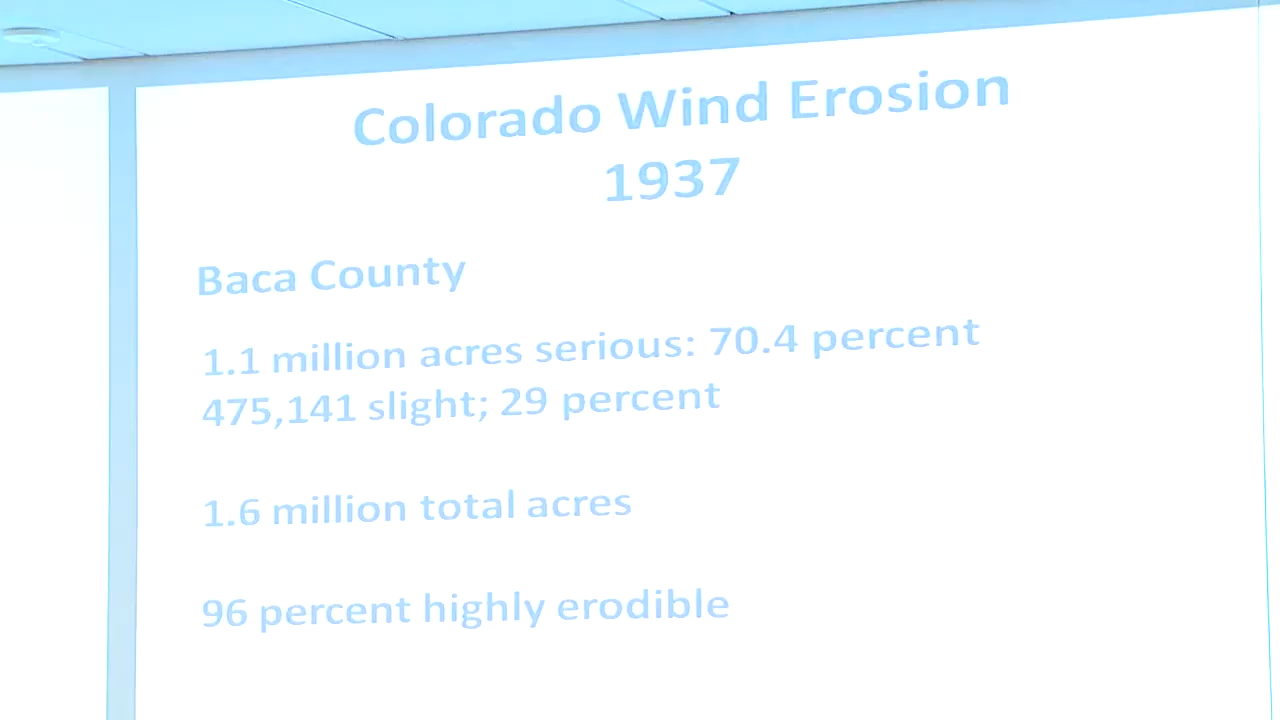 Colorado Wind Erosion
1937
Baca County
1.1 million acres serious: 70.4 percent
475,141 slight; 29 percent
1.6 million total acres
96 percent highly erodible